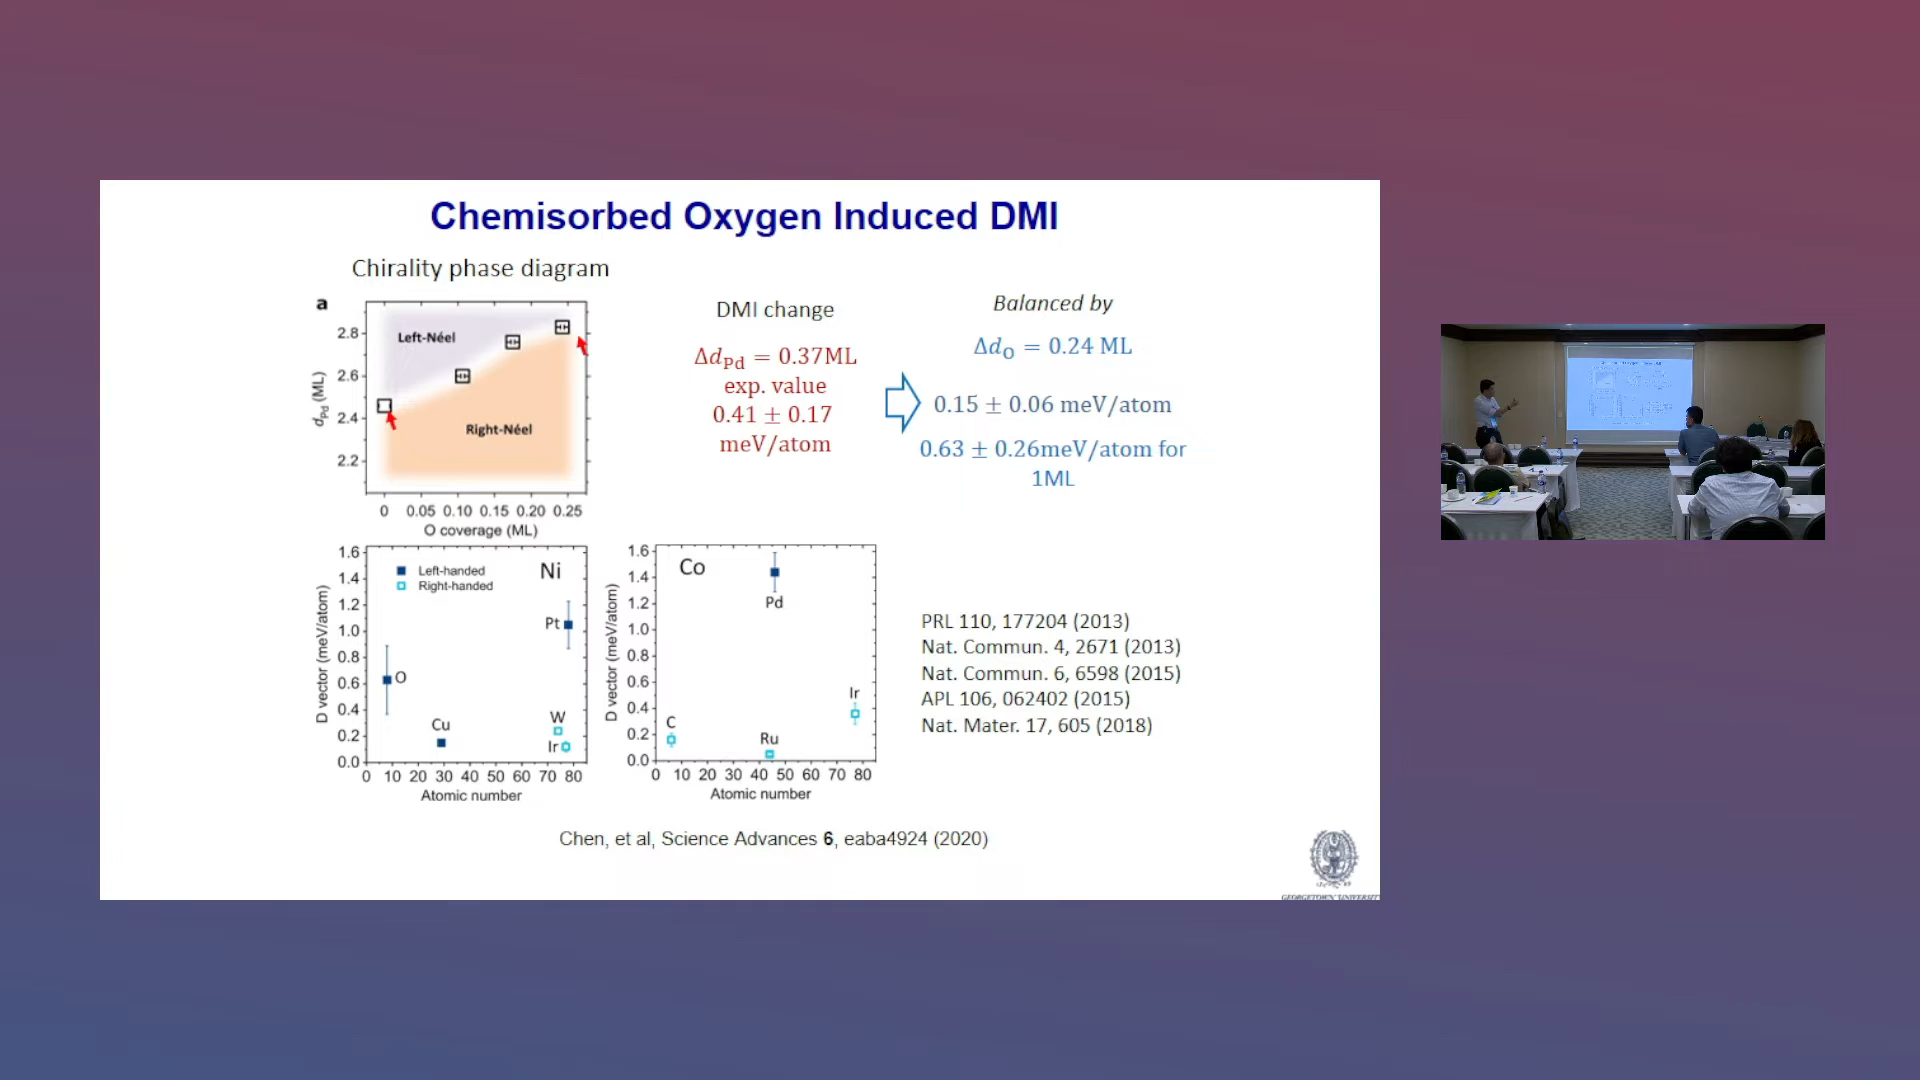 Chemisorbed Oxygen Induced DMI
Chirality phase diagram
a
2.8
2.6
2.4
2.2
d_Pd (ML)
Left-Néel
Right-Néel
0 0.05 0.10 0.15 0.20 0.25
O coverage (ML)
DMI change
Δd_Pd = 0.37ML
exp. value
0.41 ± 0.17
meV/atom
Balanced by
Δd_O = 0.24 ML
0.15 ± 0.06 meV/atom
0.63 ± 0.26meV/atom for
1ML
1.6
1.4
1.2
1.0
0.8
0.6
0.4
0.2
0.0
D vector (meV/atom)
Left-handed
Right-handed
Ni
Pt
O
Cu
W
Ir
0 10 20 30 40 50 60 70 80
Atomic number
1.6
1.4
1.2
1.0
0.8
0.6
0.4
0.2
0.0
D vector (meV/atom)
Co
Pd
Ir
C
Ru
0 10 20 30 40 50 60 70 80
Atomic number
PRL 110, 177204 (2013)
Nat. Commun. 4, 2671 (2013)
Nat. Commun. 6, 6598 (2015)
APL 106, 062402 (2015)
Nat. Mater. 17, 605 (2018)
Chen, et al, Science Advances 6, eaba4924 (2020)
GEORGETOWN UNIVERSITY